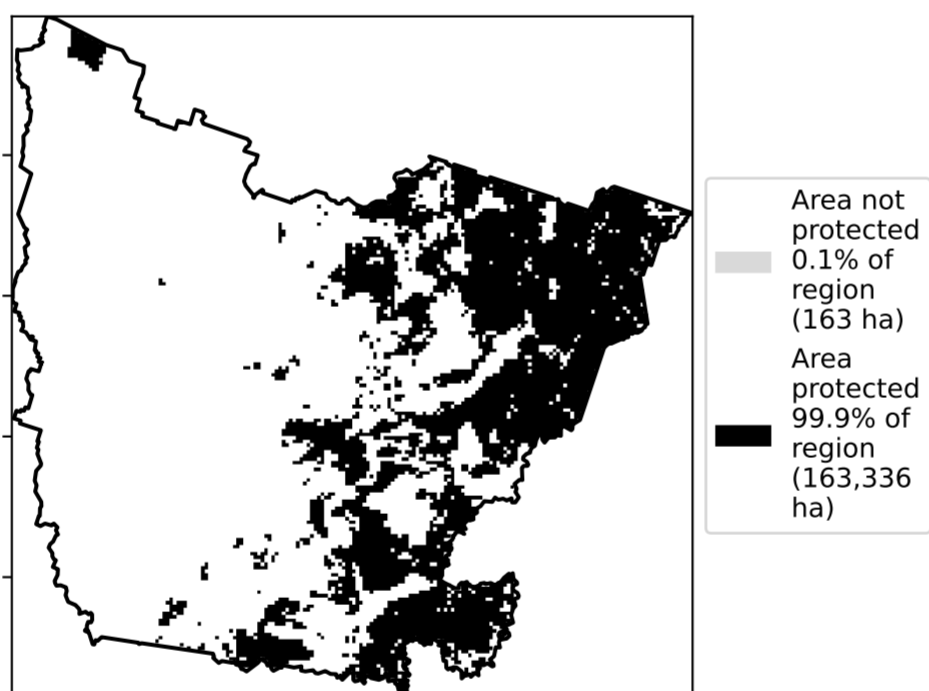 Area not
protected
0.1% of
region
(163 ha)
Area
protected
99.9% of
region
(163,336
ha)